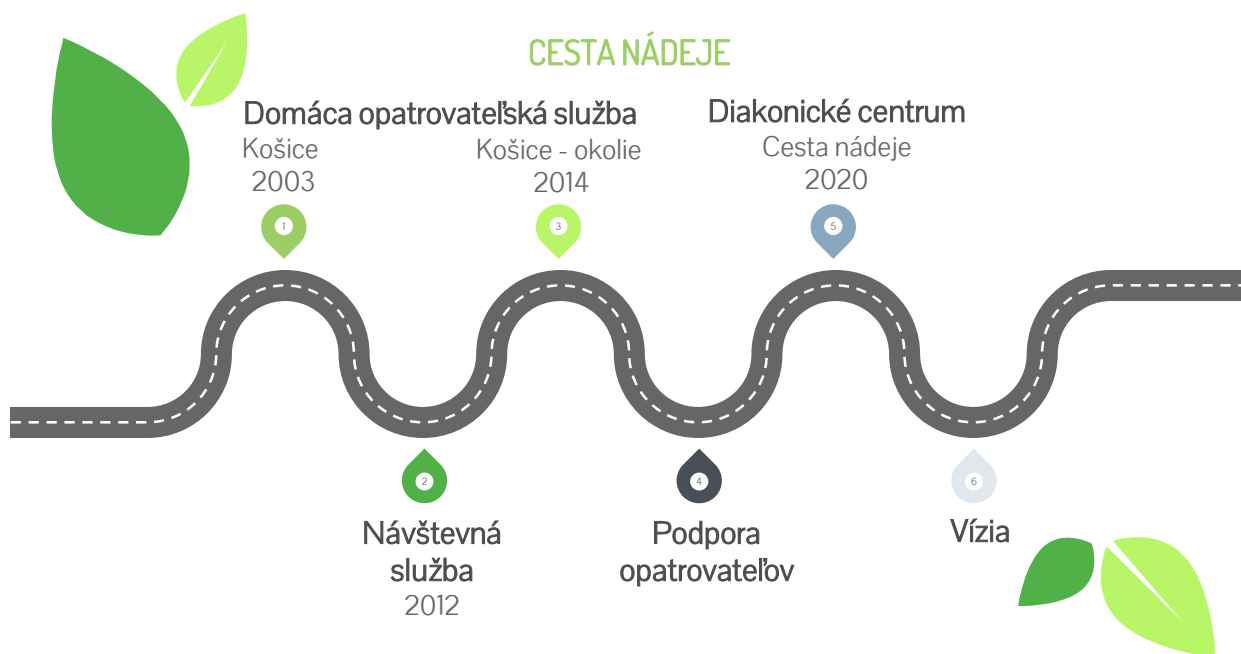 CESTA NÁDEJE
Domáca opatrovateľská služba
Košice
2003
Košice - okolie
2014
Diakonické centrum
Cesta nádeje
2020
1
3
5
2
4
6
Návštevná
služba
2012
Podpora
opatrovateľov
Vízia